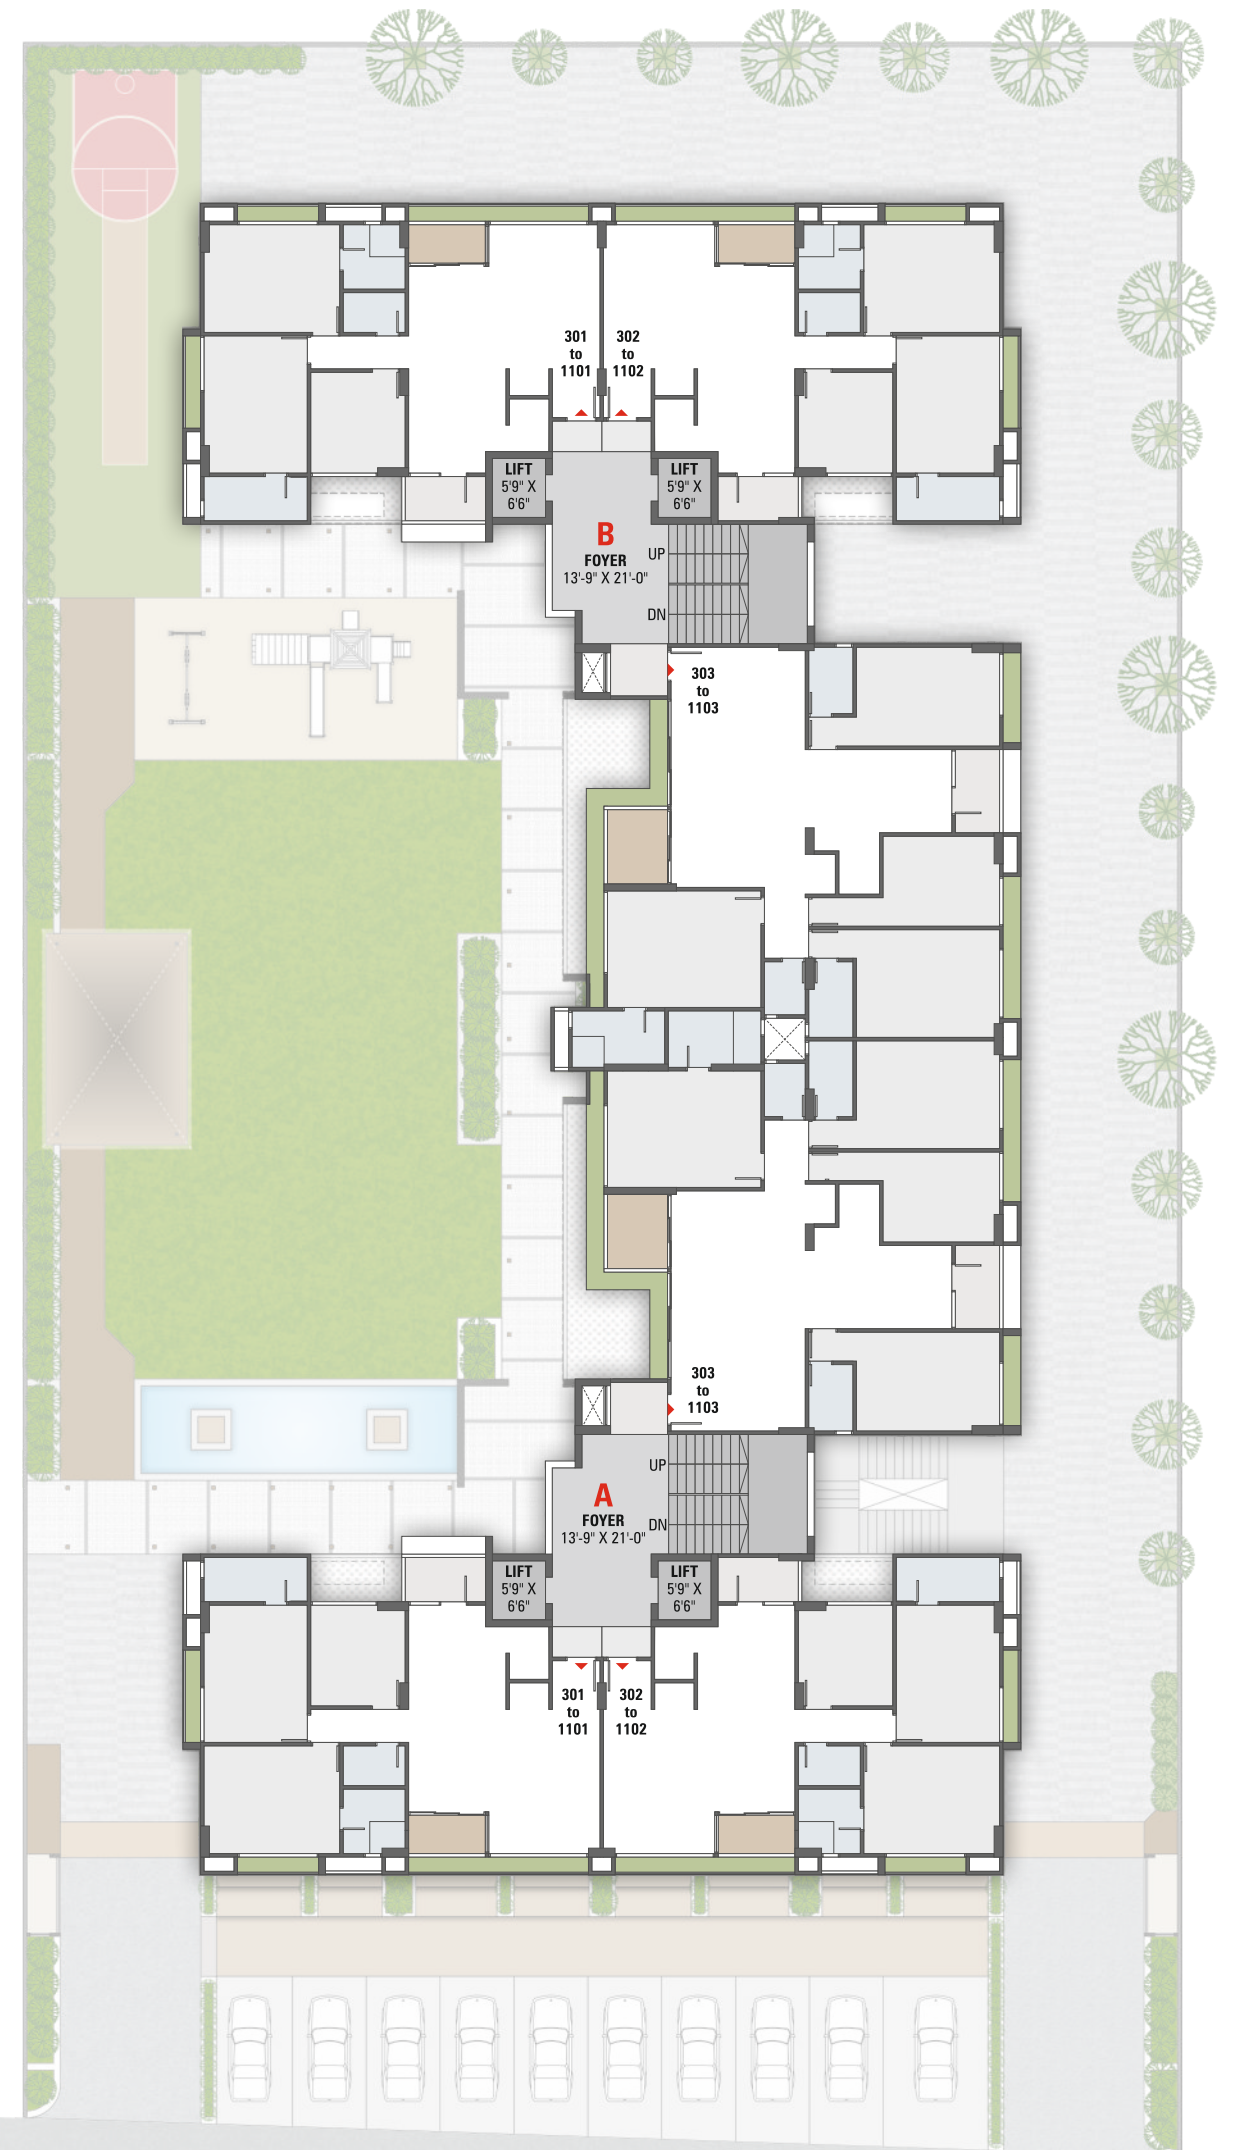 301
to
1101
302
to
1102
LIFT
5'9" X
6'6"
LIFT
5'9" X
6'6"
B
FOYER
13'-9" X 21'-0"
UP
DN
303
to
1103
303
to
1103
UP
A
FOYER
13'-9" X 21'-0"
DN
LIFT
5'9" X
6'6"
LIFT
5'9" X
6'6"
301
to
1101
302
to
1102